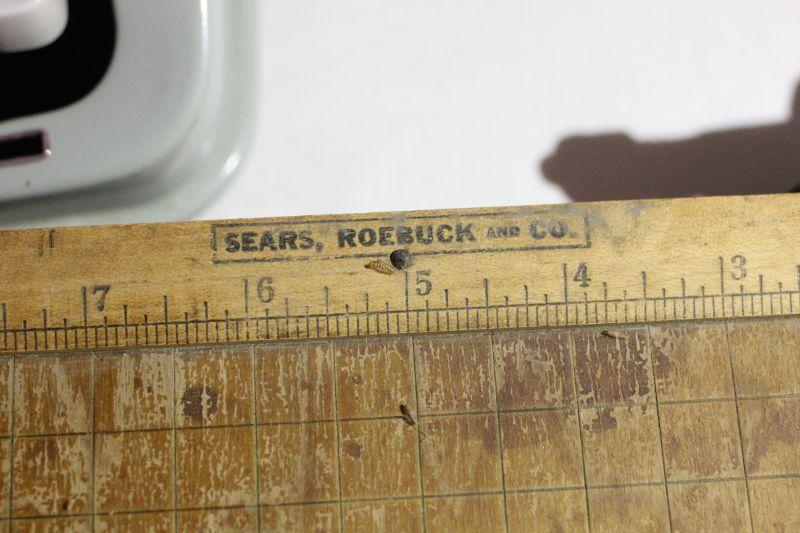 SEARS, ROEBUCK AND CO.
7 6 5 4 3